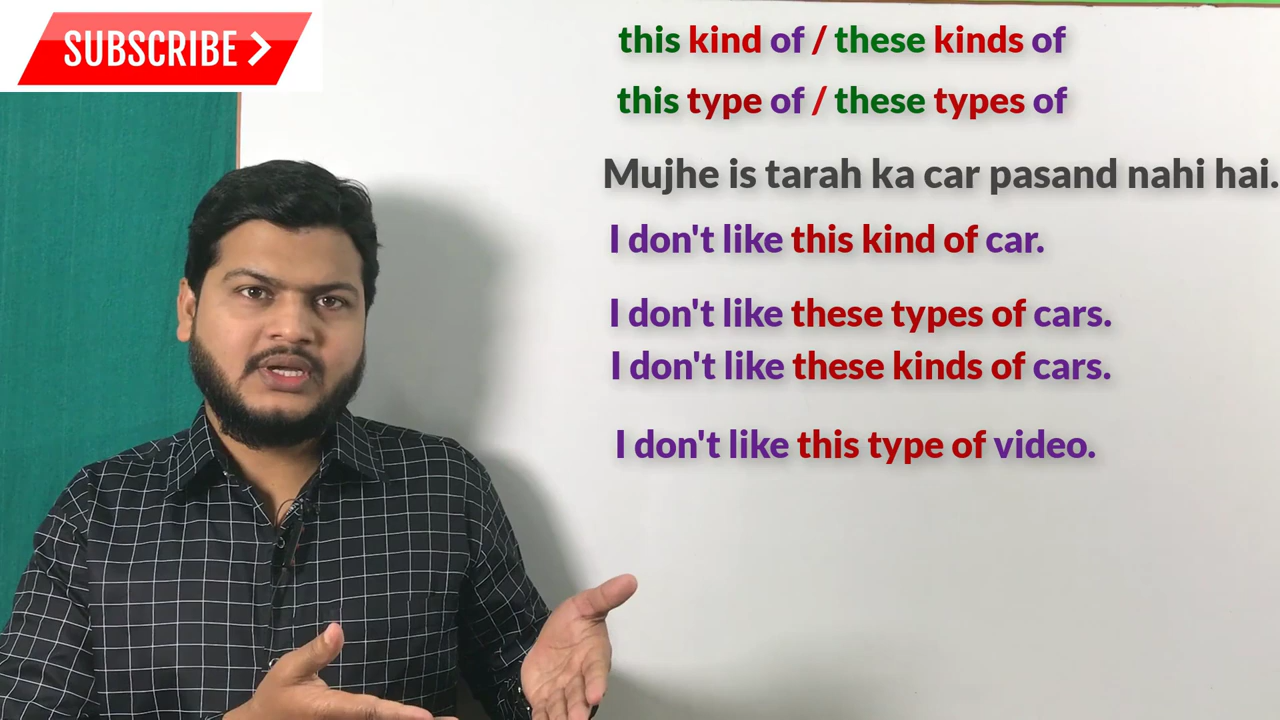 SUBSCRIBE
this kind of / these kinds of
this type of / these types of
Mujhe is tarah ka car pasand nahi hai.
I don't like this kind of car.
I don't like these types of cars.
I don't like these kinds of cars.
I don't like this type of video.